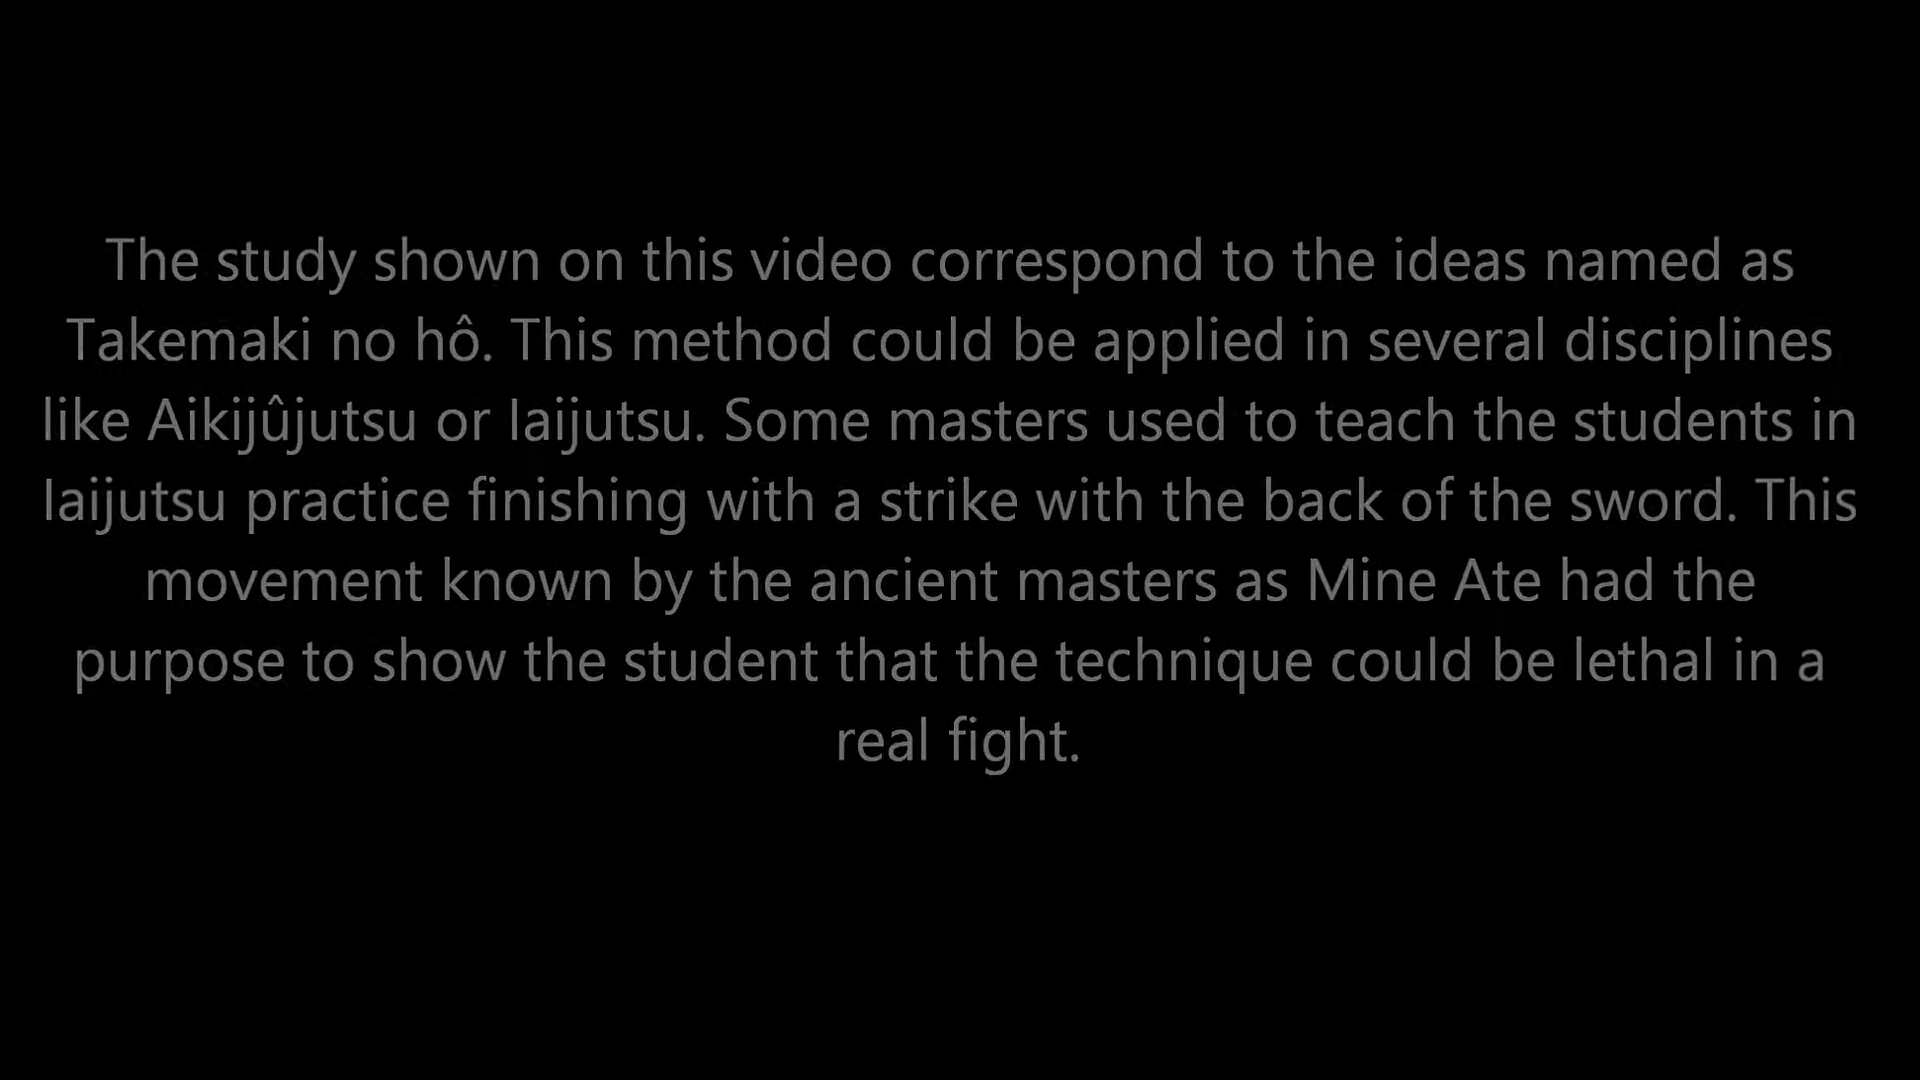 The study shown on this video correspond to the ideas named as
Takemaki no hô. This method could be applied in several disciplines
like Aikijûjutsu or Iaijutsu. Some masters used to teach the students in
Iaijutsu practice finishing with a strike with the back of the sword. This
movement known by the ancient masters as Mine Ate had the
purpose to show the student that the technique could be lethal in a
real fight.